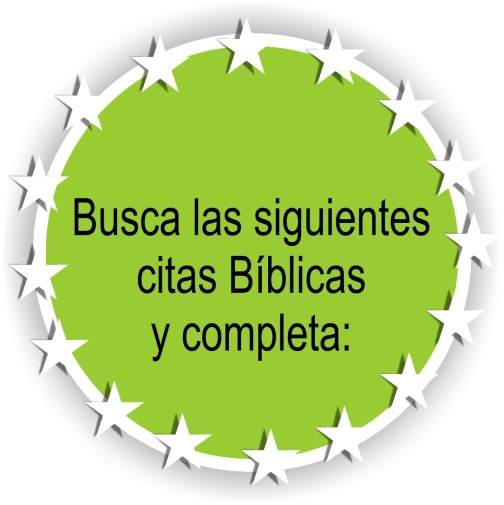 Busca las siguientes
citas Bíblicas
y completa: